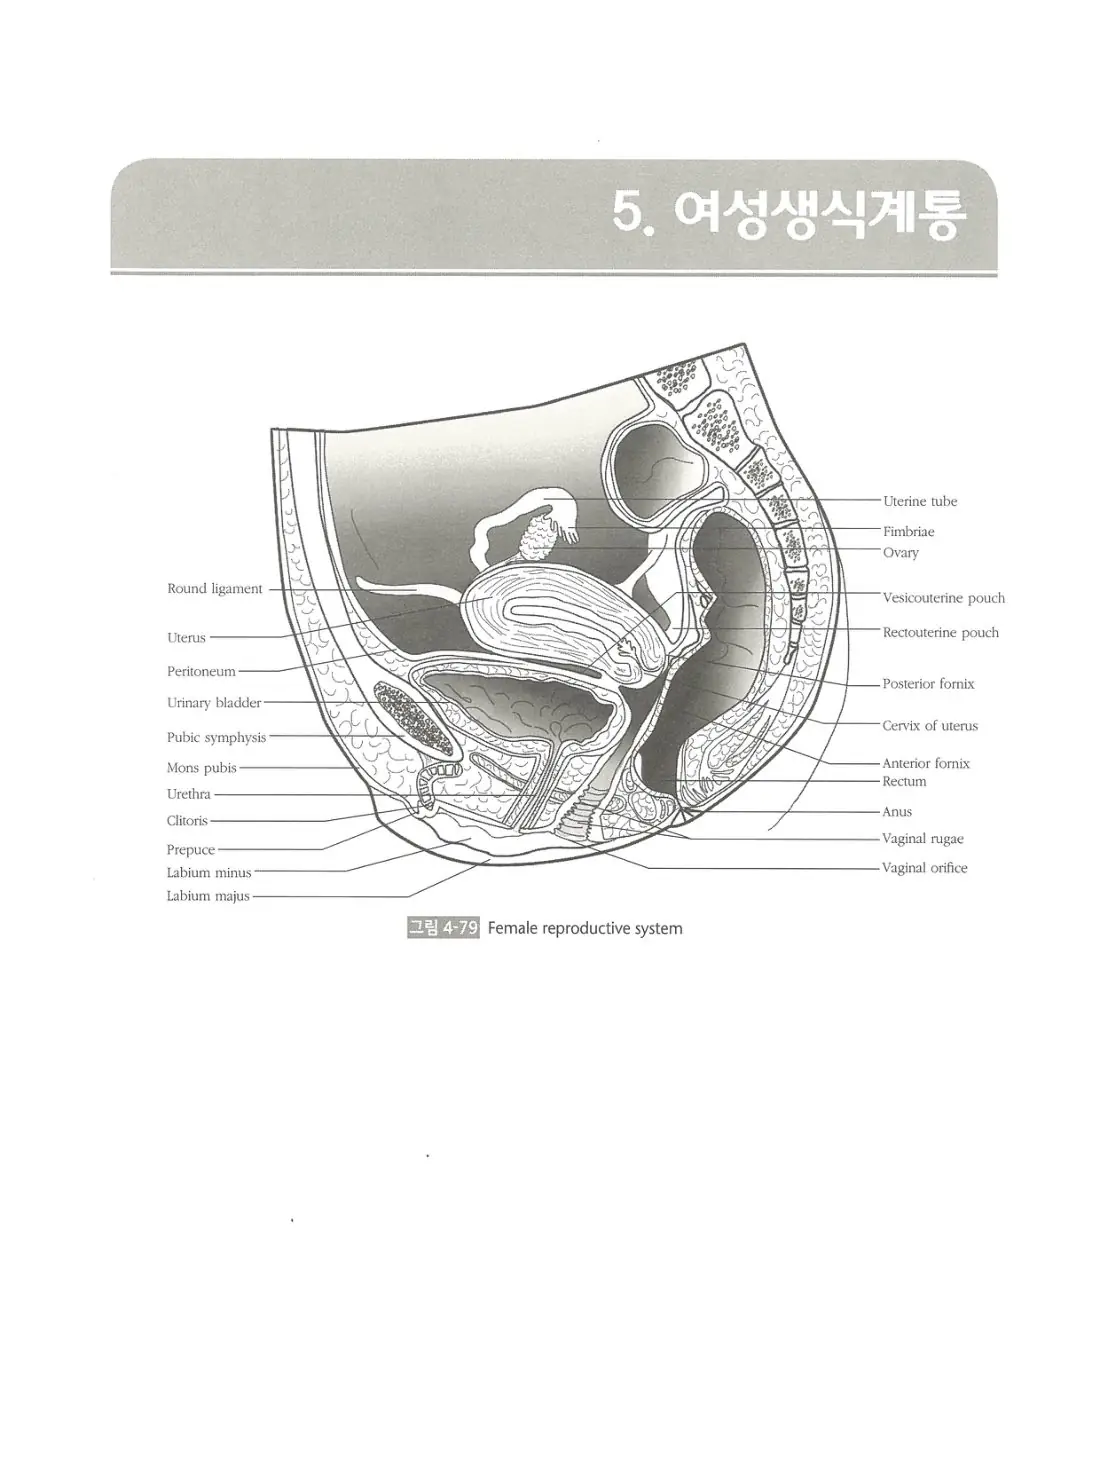 5. 여성생식계통
Uterine tube
Fimbriae
Ovary
Vesicouterine pouch
Rectouterine pouch
Posterior fornix
Cervix of uterus
Anterior fornix
Rectum
Anus
Vaginal rugae
Vaginal orifice
Round ligament
Uterus
Peritoneum
Urinary bladder
Pubic symphysis
Mons pubis
Urethra
Clitoris
Prepuce
Labium minus
Labium majus
그림 4-79 Female reproductive system